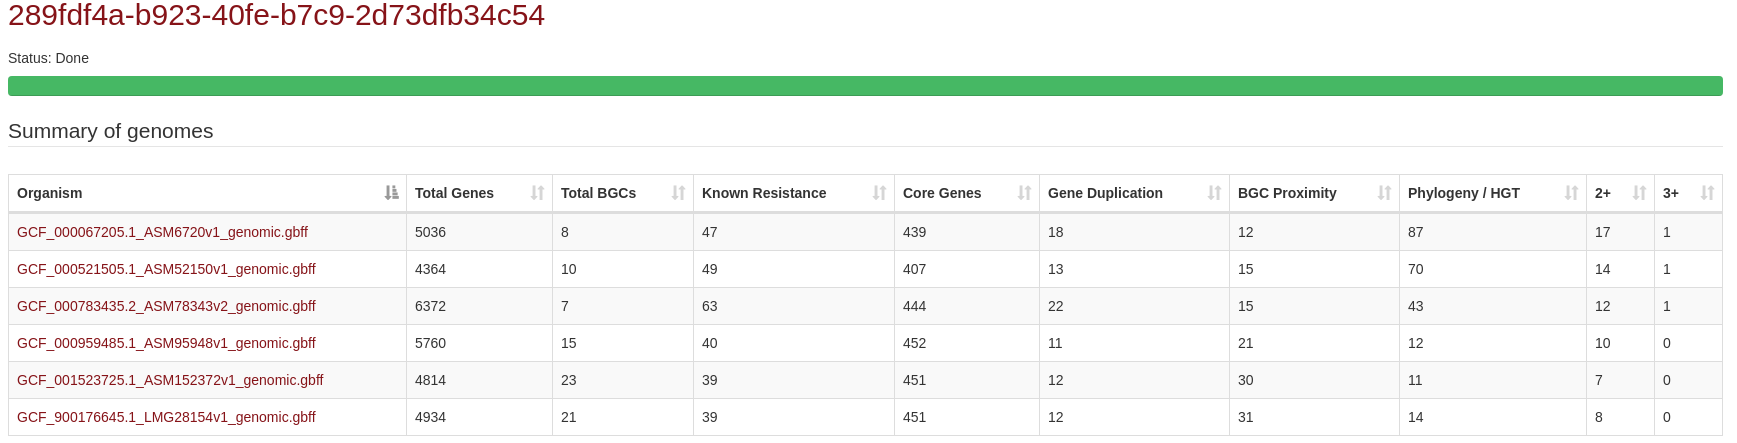 289fdf4a-b923-40fe-b7c9-2d73dfb34c54
Status: Done
Summary of genomes
Organism Total Genes Total BGCs Known Resistance Core Genes Gene Duplication BGC Proximity Phylogeny / HGT 2+ 3+
GCF_000067205.1_ASM6720v1_genomic.gbff 5036 8 47 439 18 12 87 17 1
GCF_000521505.1_ASM52150v1_genomic.gbff 4364 10 49 407 13 15 70 14 1
GCF_000783435.2_ASM78343v2_genomic.gbff 6372 7 63 444 22 15 43 12 1
GCF_000959485.1_ASM95948v1_genomic.gbff 5760 15 40 452 11 21 12 10 0
GCF_001523725.1_ASM152372v1_genomic.gbff 4814 23 39 451 12 30 11 7 0
GCF_900176645.1_LMG28154v1_genomic.gbff 4934 21 39 451 12 31 14 8 0